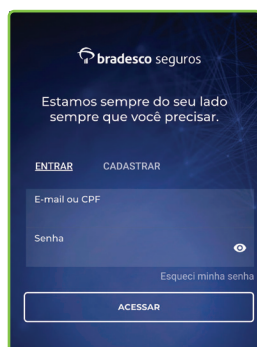 bradesco seguros
Estamos sempre do seu lado
sempre que você precisar.
ENTRAR CADASTRAR
E-mail ou CPF
Senha
Esqueci minha senha
ACESSAR